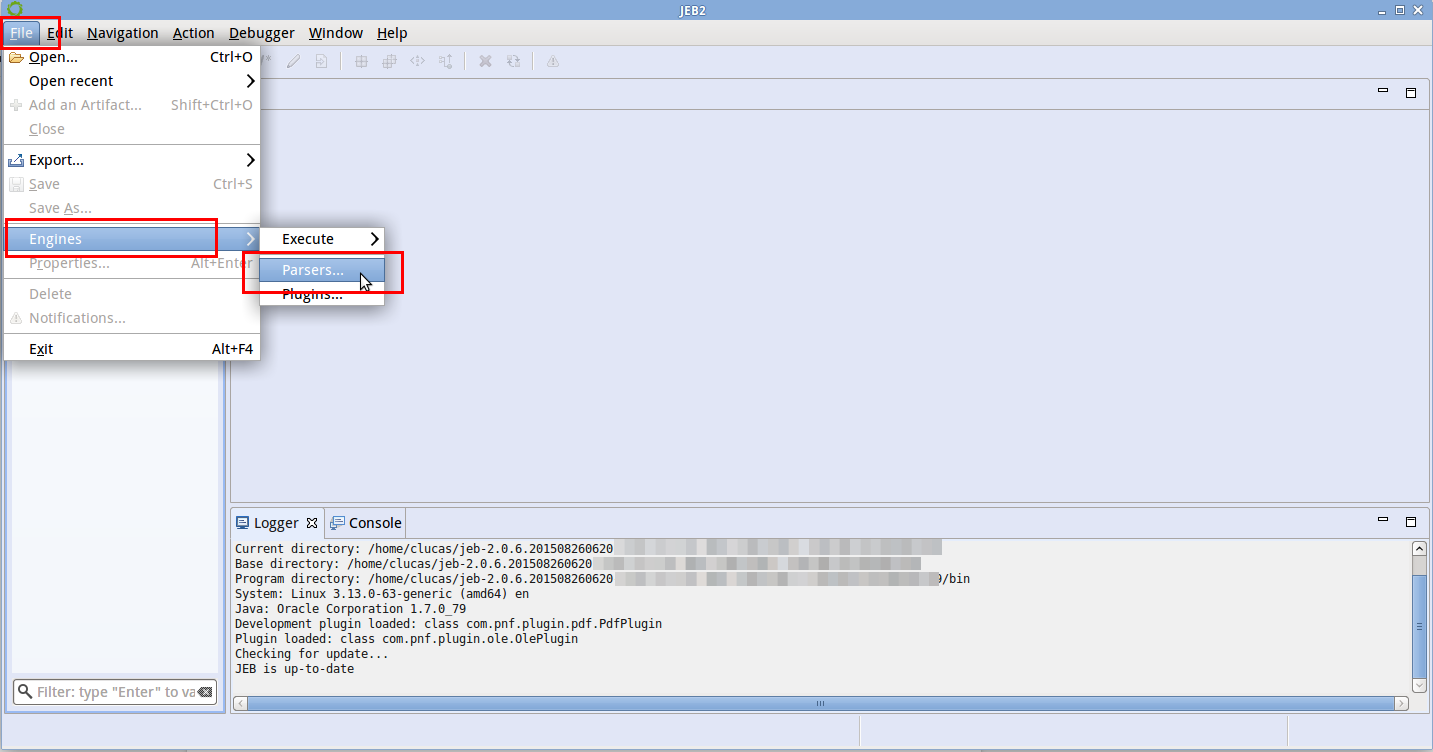 JEB2
File Edit Navigation Action Debugger Window Help
Open... Ctrl+O
Open recent
Add an Artifact... Shift+Ctrl+O
Close
Export...
Save Ctrl+S
Save As...
Engines
Execute
Properties... Alt+Enter
Parsers...
Plugins...
Delete
Notifications...
Exit Alt+F4
Logger Console
Current directory: /home/clucas/jeb-2.0.6.201508260620
Base directory: /home/clucas/jeb-2.0.6.201508260620
Program directory: /home/clucas/jeb-2.0.6.201508260620 /bin
System: Linux 3.13.0-63-generic (amd64) en
Java: Oracle Corporation 1.7.0_79
Development plugin loaded: class com.pnf.plugin.pdf.PdfPlugin
Plugin loaded: class com.pnf.plugin.ole.OlePlugin
Checking for update...
JEB is up-to-date
Filter: type "Enter" to va